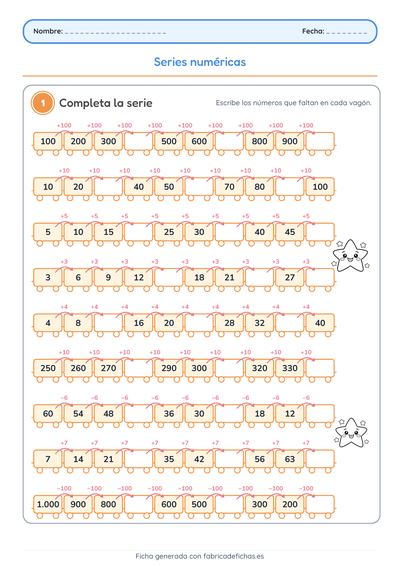 Nombre: Fecha:
Series numéricas
1 Completa la serie Escribe los números que faltan en cada vagón.
+100 +100 +100 +100 +100 +100 +100 +100 +100
100 200 300 500 600 800 900
+10 +10 +10 +10 +10 +10 +10 +10 +10
10 20 40 50 70 80 100
+5 +5 +5 +5 +5 +5 +5 +5 +5
5 10 15 25 30 40 45
+3 +3 +3 +3 +3 +3 +3 +3 +3
3 6 9 12 18 21 27
+4 +4 +4 +4 +4 +4 +4 +4 +4
4 8 16 20 28 32 40
+10 +10 +10 +10 +10 +10 +10 +10 +10
250 260 270 290 300 320 330
−6 −6 −6 −6 −6 −6 −6 −6 −6
60 54 48 36 30 18 12
+7 +7 +7 +7 +7 +7 +7 +7 +7
7 14 21 35 42 56 63
−100 −100 −100 −100 −100 −100 −100 −100 −100
1.000 900 800 600 500 300 200
Ficha generada con fabricadefichas.es